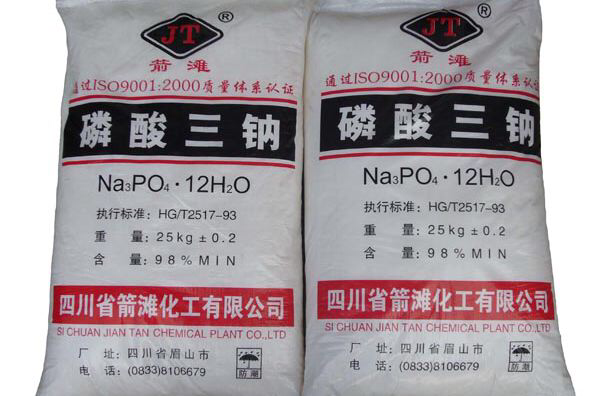 JT ®
箭滩
通过ISO9001:2000质量体系认证
磷酸三钠
Na₃PO₄·12H₂O
执行标准: HG/T2517-93
重 量: 25kg±0.2
含 量: 98%MIN
四川省箭滩化工有限公司
SI CHUAN JIAN TAN CHEMICAL PLANT CO.,LTD
厂 址: 四川省眉山市
电 话: (0833)8106679
防潮
JT ®
箭滩
通过ISO9001:2000质量体系认证
磷酸三钠
Na₃PO₄·12H₂O
执行标准: HG/T2517-93
重 量: 25kg±0.2
含 量: 98%MIN
四川省箭滩化工有限公司
SI CHUAN JIAN TAN CHEMICAL PLANT CO.,LTD
厂 址: 四川省眉山市
电 话: (0833)8106679
防潮